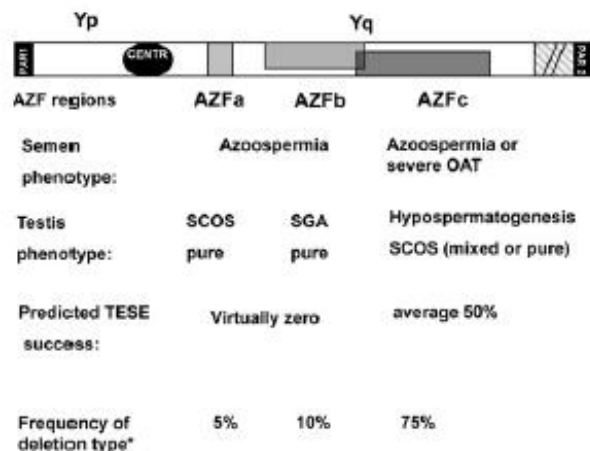 Yp Yq
PAR1 CENTR PAR 2
AZF regions AZFa AZFb AZFc
Semen phenotype: Azoospermia Azoospermia or severe OAT
Testis phenotype: SCOS pure SGA pure Hypospermatogenesis SCOS (mixed or pure)
Predicted TESE success: Virtually zero average 50%
Frequency of deletion type* 5% 10% 75%